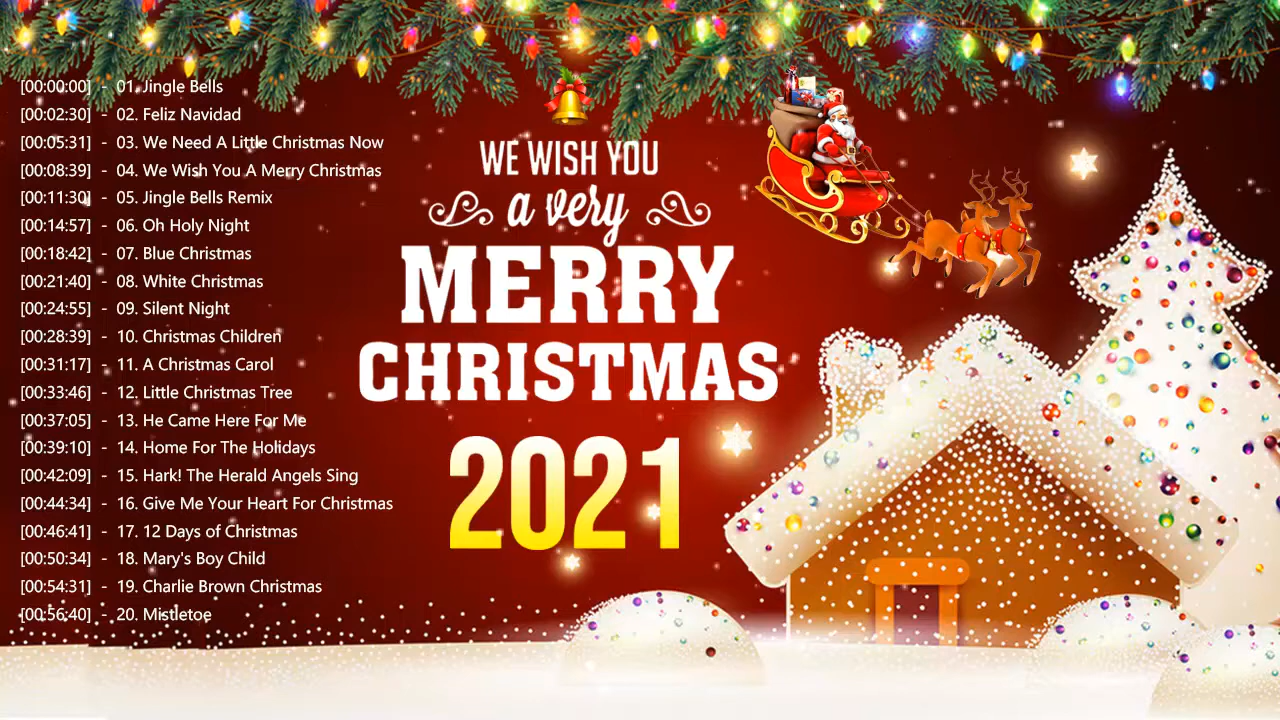 [00:00:00] - 01. Jingle Bells
[00:02:30] - 02. Feliz Navidad
[00:05:31] - 03. We Need A Little Christmas Now
[00:08:39] - 04. We Wish You A Merry Christmas
[00:11:30] - 05. Jingle Bells Remix
[00:14:57] - 06. Oh Holy Night
[00:18:42] - 07. Blue Christmas
[00:21:40] - 08. White Christmas
[00:24:55] - 09. Silent Night
[00:28:39] - 10. Christmas Children
[00:31:17] - 11. A Christmas Carol
[00:33:46] - 12. Little Christmas Tree
[00:37:05] - 13. He Came Here For Me
[00:39:10] - 14. Home For The Holidays
[00:42:09] - 15. Hark! The Herald Angels Sing
[00:44:34] - 16. Give Me Your Heart For Christmas
[00:46:41] - 17. 12 Days of Christmas
[00:50:34] - 18. Mary's Boy Child
[00:54:31] - 19. Charlie Brown Christmas
[00:56:40] - 20. Mistletoe
WE WISH YOU
a very
MERRY
CHRISTMAS
2021